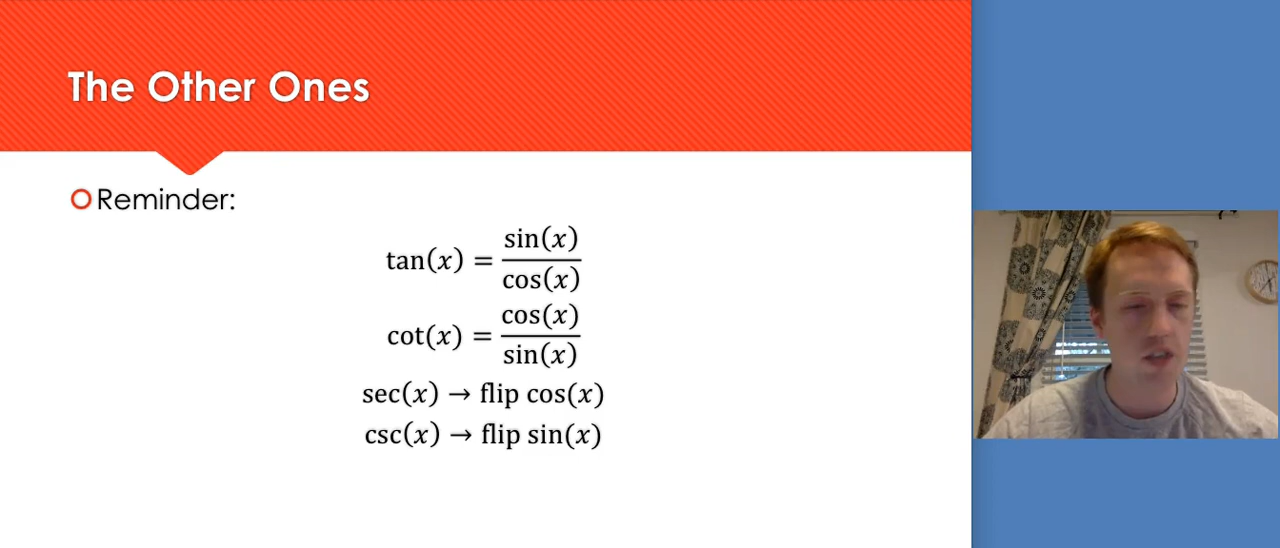 The Other Ones
Reminder:
tan(x) = sin(x)/cos(x)
cot(x) = cos(x)/sin(x)
sec(x) → flip cos(x)
csc(x) → flip sin(x)